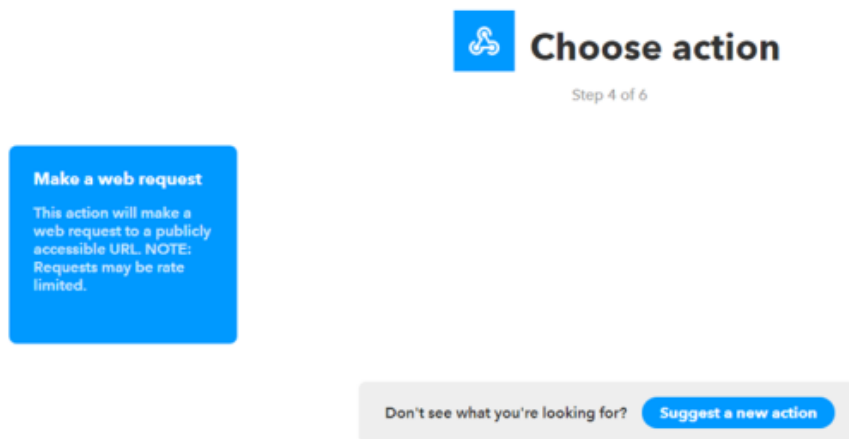 Choose action
Step 4 of 6
Make a web request
This action will make a
web request to a publicly
accessible URL. NOTE:
Requests may be rate
limited.
Don't see what you're looking for? Suggest a new action